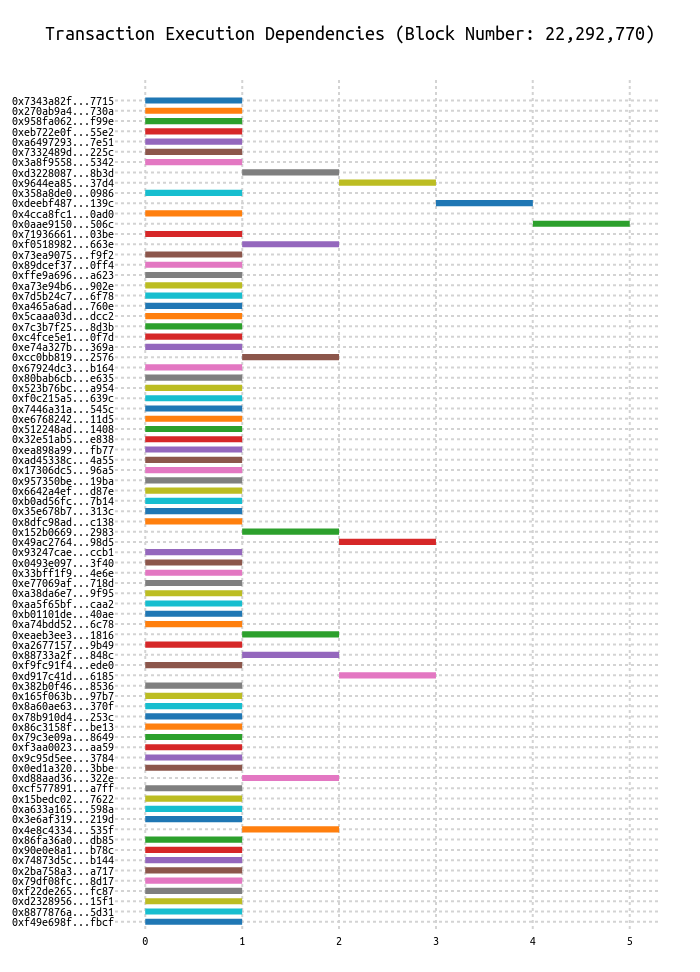 Transaction Execution Dependencies (Block Number: 22,292,770)
0x7343a82f...7715
0x270ab9a4...730a
0x958fa062...f99e
0xeb722e0f...55e2
0xa6497293...7e51
0x7332489d...225c
0x3a8f9558...5342
0xd3228087...8b3d
0x9644ea85...37d4
0x358a8de0...0986
0xdeebf487...139c
0x4cca8fc1...0ad0
0x0aae9150...506c
0x71936661...03be
0xf0518982...663e
0x73ea9075...f9f2
0x89dcef37...0ff4
0xffe9a696...a623
0xa73e94b6...902e
0x7d5b24c7...6f78
0xa465a6ad...760e
0x5caaa03d...dcc2
0x7c3b7f25...8d3b
0xc4fce5e1...0f7d
0xe74a327b...369a
0xcc0bb819...2576
0x67924dc3...b164
0x80bab6cb...e635
0x523b76bc...a954
0xf0c215a5...639c
0x7446a31a...545c
0xe6768242...11d5
0x512248ad...1408
0x32e51ab5...e838
0xea898a99...fb77
0xad45338c...4a55
0x17306dc5...96a5
0x957350be...19ba
0x6642a4ef...d87e
0xb0ad56fc...7b14
0x35e678b7...313c
0x8dfc98ad...c138
0x152b0669...2983
0x49ac2764...98d5
0x93247cae...ccb1
0x0493e097...3f40
0x33bff1f9...4e6e
0xe77069af...718d
0xa38da6e7...9f95
0xaa5f65bf...caa2
0xb01101de...40ae
0xa74bdd52...6c78
0xeaeb3ee3...1816
0xa2677157...9b49
0x88733a2f...848c
0xf9fc91f4...ede0
0xd917c41d...6185
0x382b0f46...8536
0x165f063b...97b7
0x8a60ae63...370f
0x78b910d4...253c
0x86c3158f...be13
0x79c3e09a...8649
0xf3aa0023...aa59
0x9c95d5ee...3784
0x0ed1a320...3bbe
0xd88aad36...322e
0xcf577891...a7ff
0x15bedc02...7622
0xa633a165...598a
0x3e6af319...219d
0x4e8c4334...535f
0x86fa36a0...db85
0x90e0e8a1...b78c
0x74873d5c...b144
0x2ba758a3...a717
0x79df08fc...8d17
0xf22de265...fc87
0xd2328956...15f1
0x8877876a...5d31
0xf49e698f...fbcf
0 1 2 3 4 5